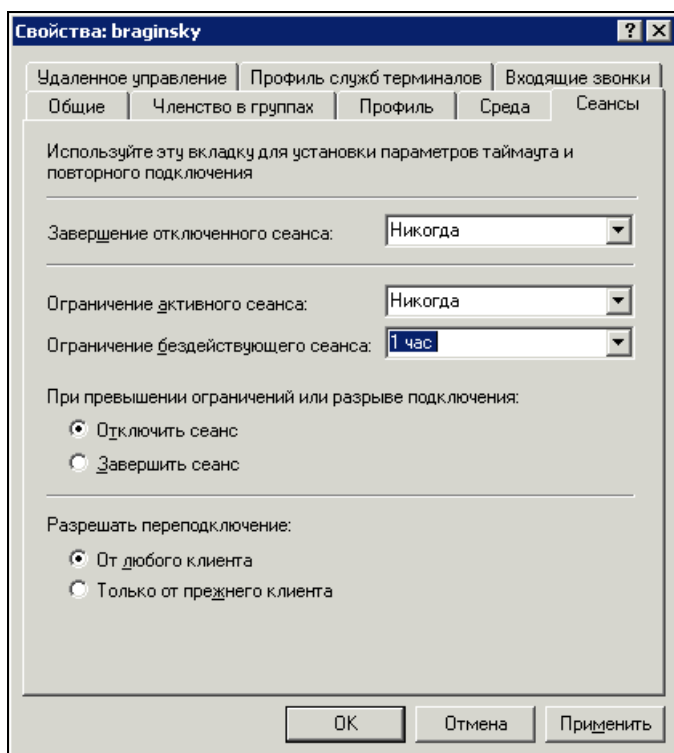 Свойства: braginsky
Удаленное управление Профиль служб терминалов Входящие звонки
Общие Членство в группах Профиль Среда Сеансы
Используйте эту вкладку для установки параметров таймаута и
повторного подключения
Завершение отключенного сеанса: Никогда
Ограничение активного сеанса: Никогда
Ограничение бездействующего сеанса: 1 час
При превышении ограничений или разрыве подключения:
Отключить сеанс
Завершить сеанс
Разрешать переподключение:
От любого клиента
Только от прежнего клиента
OK Отмена Применить